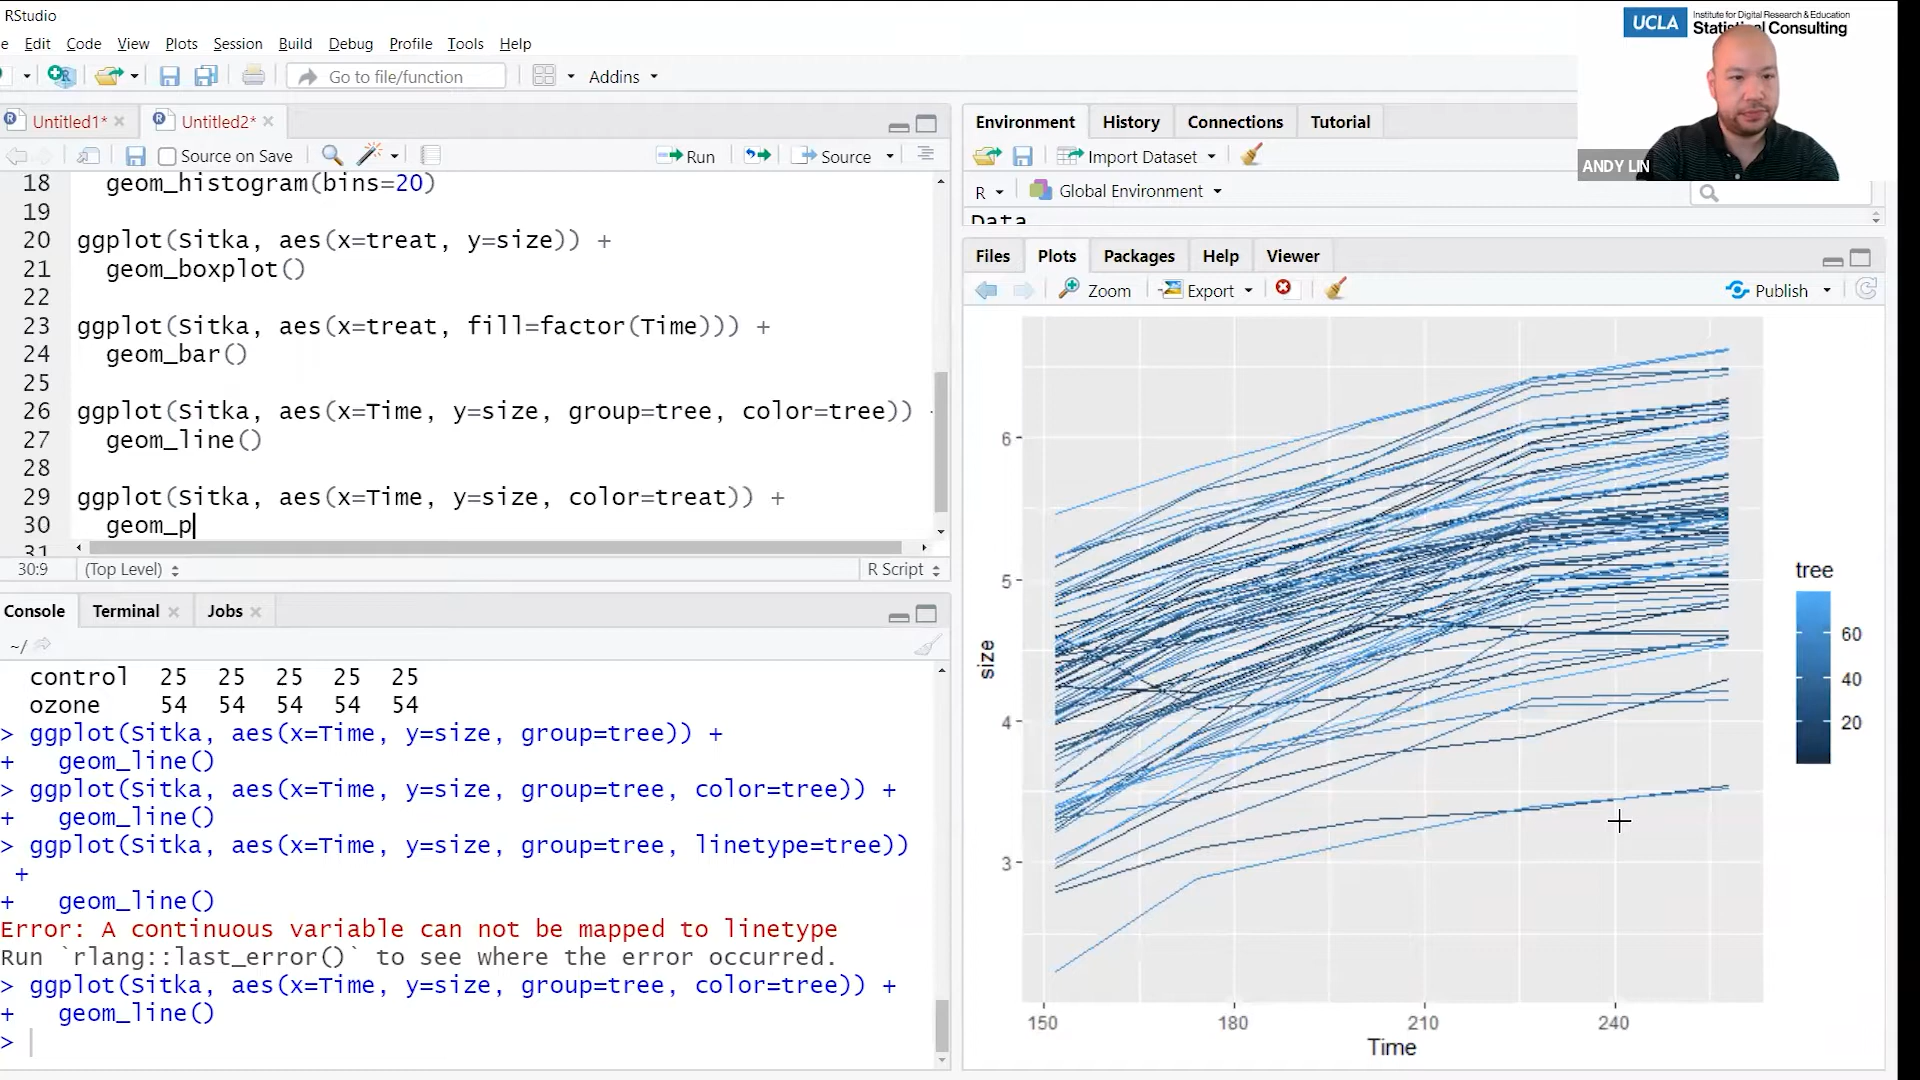 RStudio
e Edit Code View Plots Session Build Debug Profile Tools Help
Go to file/function Addins
UCLA Institute for Digital Research & Education
Consulting
ANDY LIN
Untitled1* Untitled2*
Source on Save Run Source
18 geom_histogram(bins=20)
19
20 ggplot(Sitka, aes(x=treat, y=size)) +
21 geom_boxplot()
22
23 ggplot(Sitka, aes(x=treat, fill=factor(Time))) +
24 geom_bar()
25
26 ggplot(Sitka, aes(x=Time, y=size, group=tree, color=tree))
27 geom_line()
28
29 ggplot(Sitka, aes(x=Time, y=size, color=treat)) +
30 geom_p
31
30:9 (Top Level) R Script
Console Terminal Jobs
~/
control 25 25 25 25 25
ozone 54 54 54 54 54
> ggplot(Sitka, aes(x=Time, y=size, group=tree)) +
+ geom_line()
> ggplot(Sitka, aes(x=Time, y=size, group=tree, color=tree)) +
+ geom_line()
> ggplot(Sitka, aes(x=Time, y=size, group=tree, linetype=tree))
+
+ geom_line()
Error: A continuous variable can not be mapped to linetype
Run `rlang::last_error()` to see where the error occurred.
> ggplot(Sitka, aes(x=Time, y=size, group=tree, color=tree)) +
+ geom_line()
>
Environment History Connections Tutorial
Import Dataset
R Global Environment
Data
Files Plots Packages Help Viewer
Zoom Export Publish
6
5
4
3
size
150 180 210 240
Time
tree
60
40
20